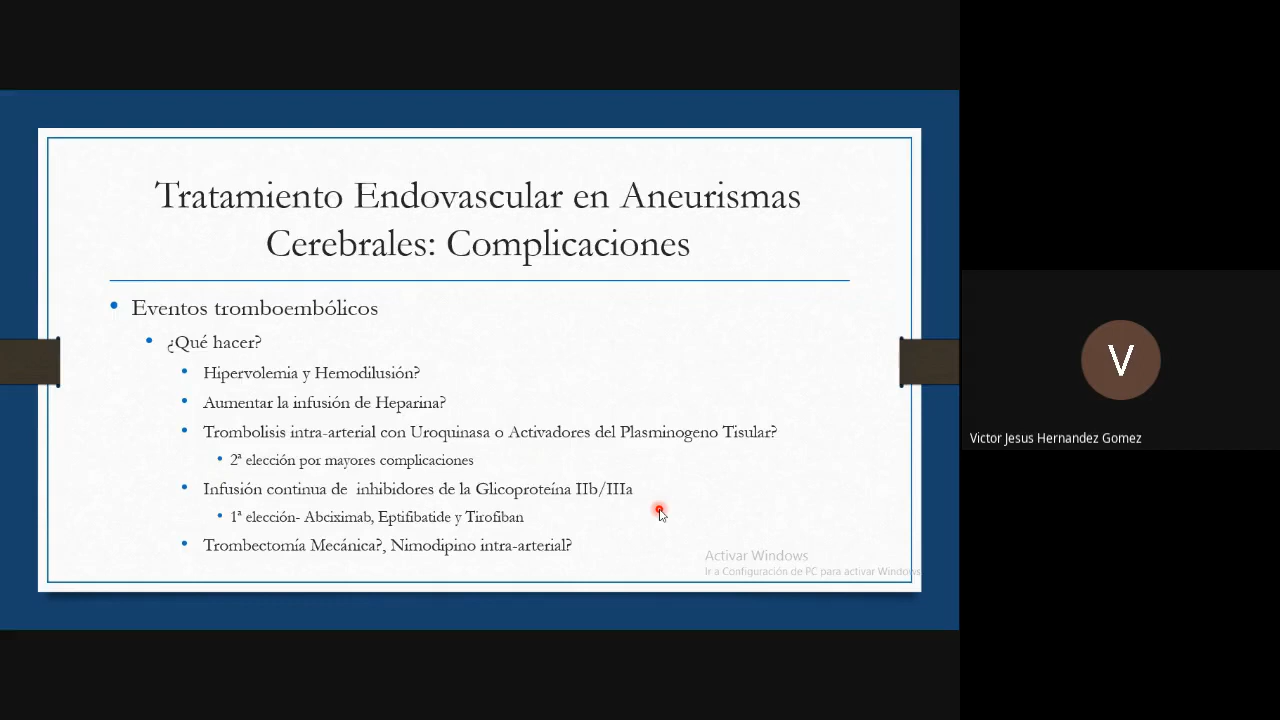 Tratamiento Endovascular en Aneurismas
Cerebrales: Complicaciones
• Eventos tromboembólicos
• ¿Qué hacer?
• Hipervolemia y Hemodilusión?
• Aumentar la infusión de Heparina?
• Trombolisis intra-arterial con Uroquinasa o Activadores del Plasminogeno Tisular?
• 2ª elección por mayores complicaciones
• Infusión continua de inhibidores de la Glicoproteína IIb/IIIa
• 1ª elección- Abciximab, Eptifibatide y Tirofiban
• Trombectomía Mecánica?, Nimodipino intra-arterial?
Activar Windows
Ir a Configuración de PC para activar Windows
V
Victor Jesus Hernandez Gomez